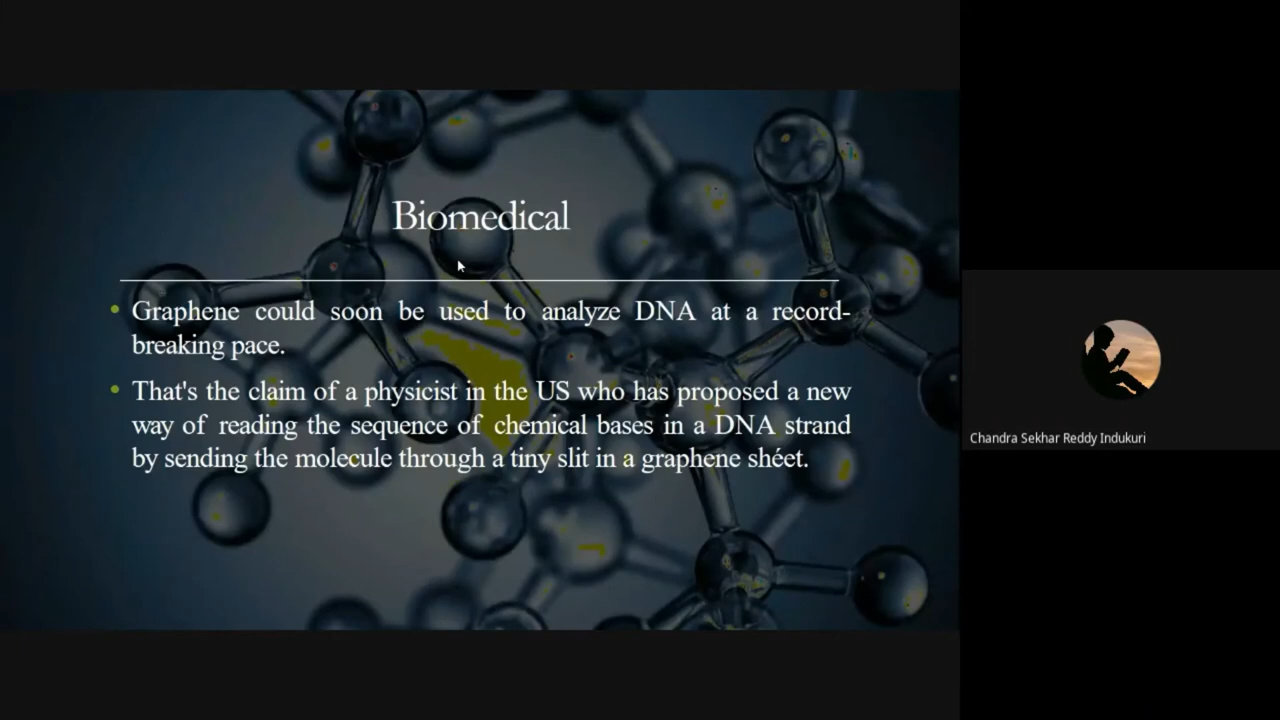 Biomedical
Graphene could soon be used to analyze DNA at a record-
breaking pace.
That's the claim of a physicist in the US who has proposed a new
way of reading the sequence of chemical bases in a DNA strand
by sending the molecule through a tiny slit in a graphene shéet.
Chandra Sekhar Reddy Indukuri